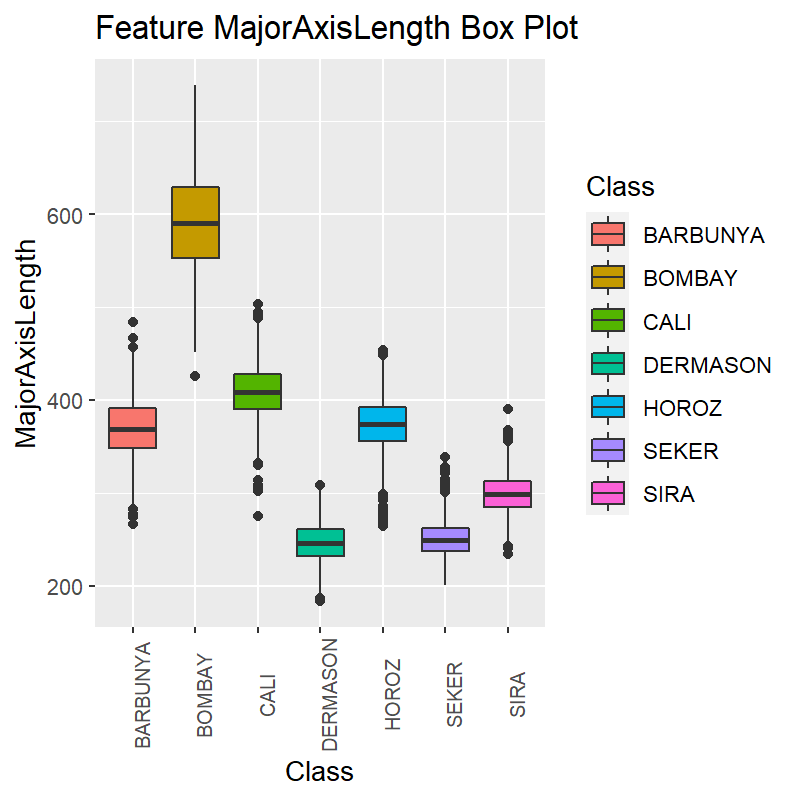 Feature MajorAxisLength Box Plot
MajorAxisLength
600
400
200
BARBUNYA
BOMBAY
CALI
DERMASON
HOROZ
SEKER
SIRA
Class
Class
BARBUNYA
BOMBAY
CALI
DERMASON
HOROZ
SEKER
SIRA